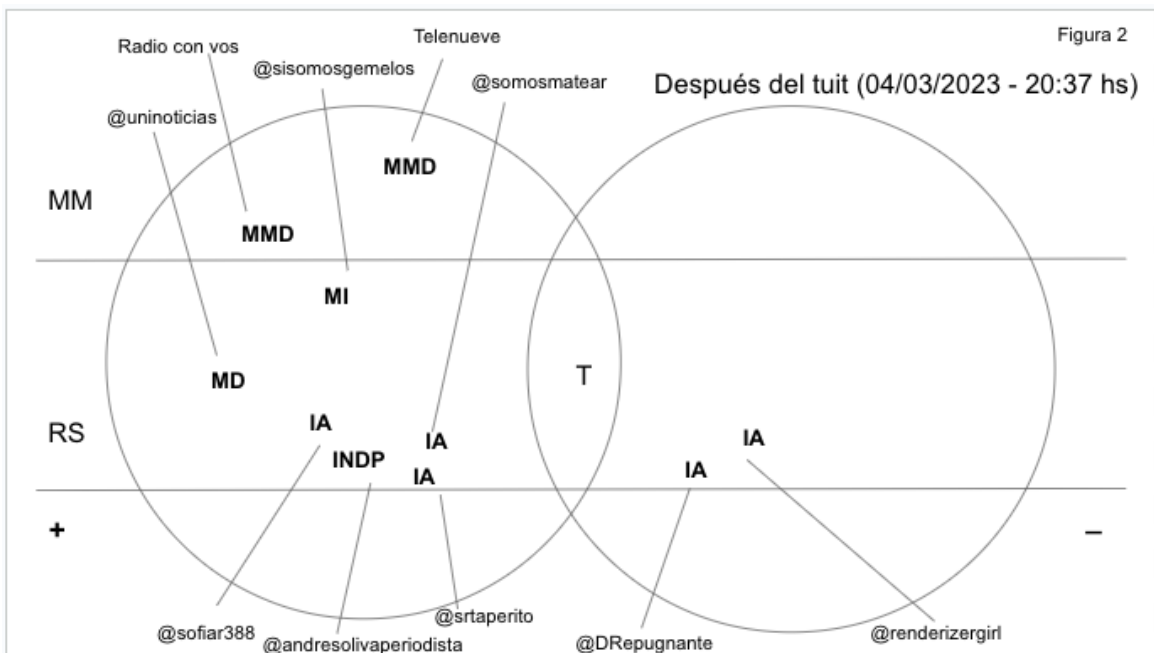 Figura 2
Telenueve
Radio con vos
@sisomosgemelos
@somosmatear
Después del tuit (04/03/2023 - 20:37 hs)
@uninoticias
MMD
MM
MMD
MI
T
MD
IA
RS
IA
IA
INDP
IA
IA
+
–
@srtaperito
@sofiar388
@andresolivaperiodista
@DRepugnante
@renderizergirl